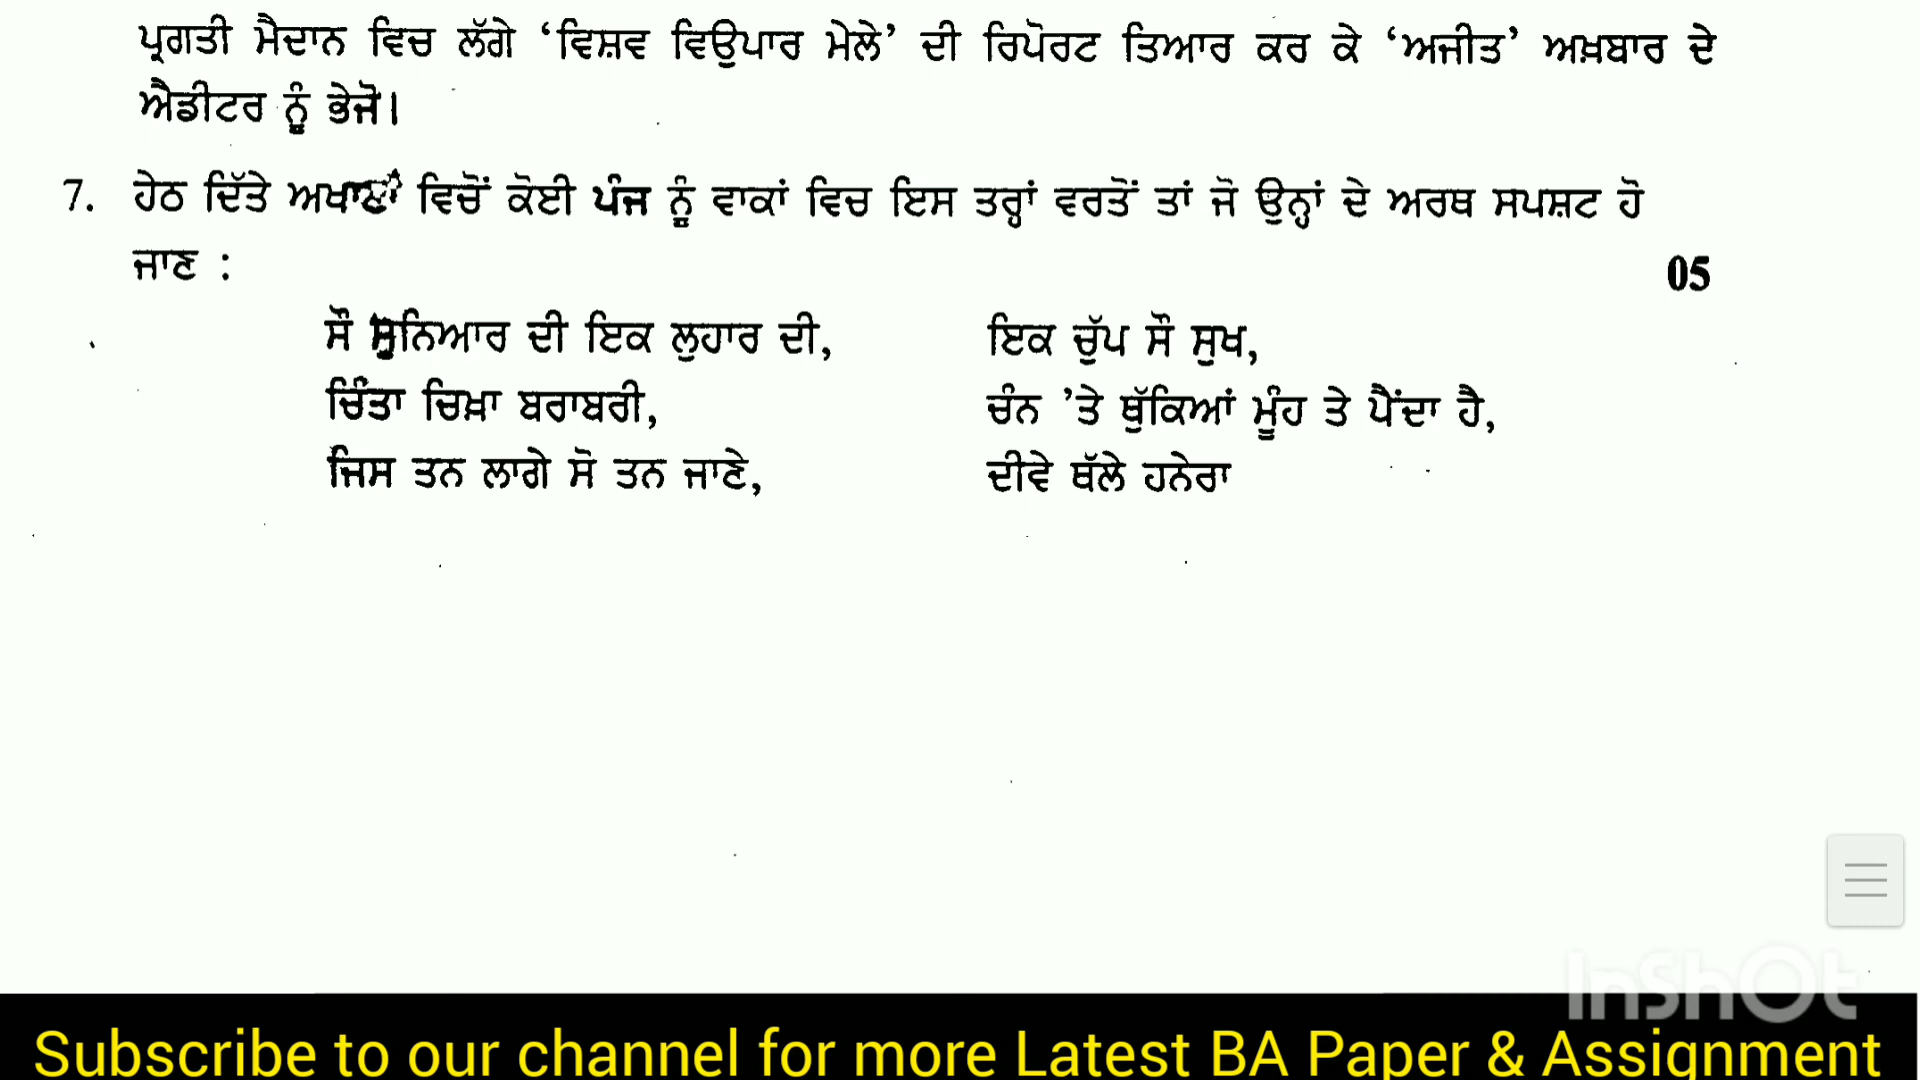 ਪ੍ਰਗਤੀ ਮੈਦਾਨ ਵਿਚ ਲੱਗੇ ‘ਵਿਸ਼ਵ ਵਿਉਪਾਰ ਮੇਲੇ’ ਦੀ ਰਿਪੋਰਟ ਤਿਆਰ ਕਰ ਕੇ ‘ਅਜੀਤ’ ਅਖ਼ਬਾਰ ਦੇ
ਐਡੀਟਰ ਨੂੰ ਭੇਜੋ।
7. ਹੇਠ ਦਿੱਤੇ ਅਖਾਣਾਂ ਵਿਚੋਂ ਕੋਈ ਪੰਜ ਨੂੰ ਵਾਕਾਂ ਵਿਚ ਇਸ ਤਰ੍ਹਾਂ ਵਰਤੋਂ ਤਾਂ ਜੋ ਉਨ੍ਹਾਂ ਦੇ ਅਰਥ ਸਪਸ਼ਟ ਹੋ
ਜਾਣ : 05
ਸੌ ਸੁਨਿਆਰ ਦੀ ਇਕ ਲੁਹਾਰ ਦੀ, ਇਕ ਚੁੱਪ ਸੌ ਸੁਖ,
ਚਿੰਤਾ ਚਿਖ਼ਾ ਬਰਾਬਰੀ, ਚੰਨ ’ਤੇ ਥੁੱਕਿਆਂ ਮੂੰਹ ਤੇ ਪੈਂਦਾ ਹੈ,
ਜਿਸ ਤਨ ਲਾਗੇ ਸੋ ਤਨ ਜਾਣੇ, ਦੀਵੇ ਥੱਲੇ ਹਨੇਰਾ
InShOt
Subscribe to our channel for more Latest BA Paper & Assignment